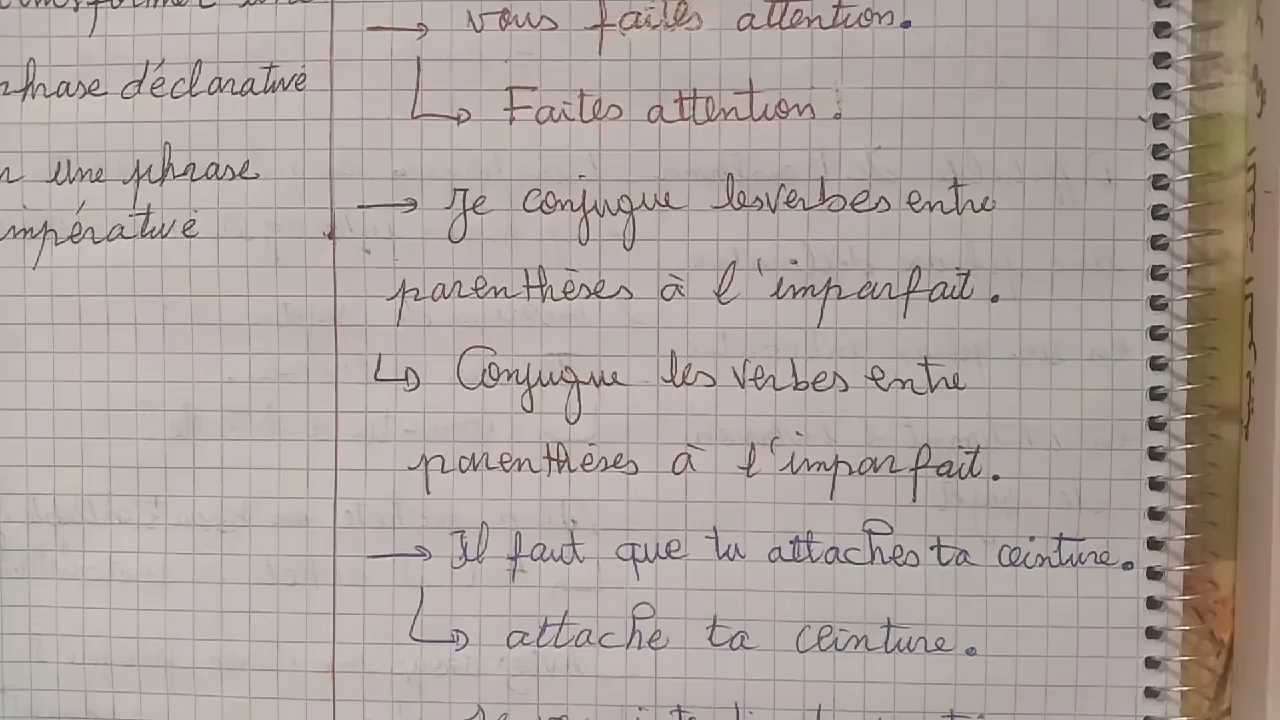 vous faites attention.
phrase déclarative
Faites attention.
une phrase
→ Je conjugue les verbes entre
impérative
parenthèses à l'imparfait.
↳ Conjugue les verbes entre
parenthèses à l'imparfait.
→ Il faut que tu attaches ta ceinture.
↳ attache ta ceinture.